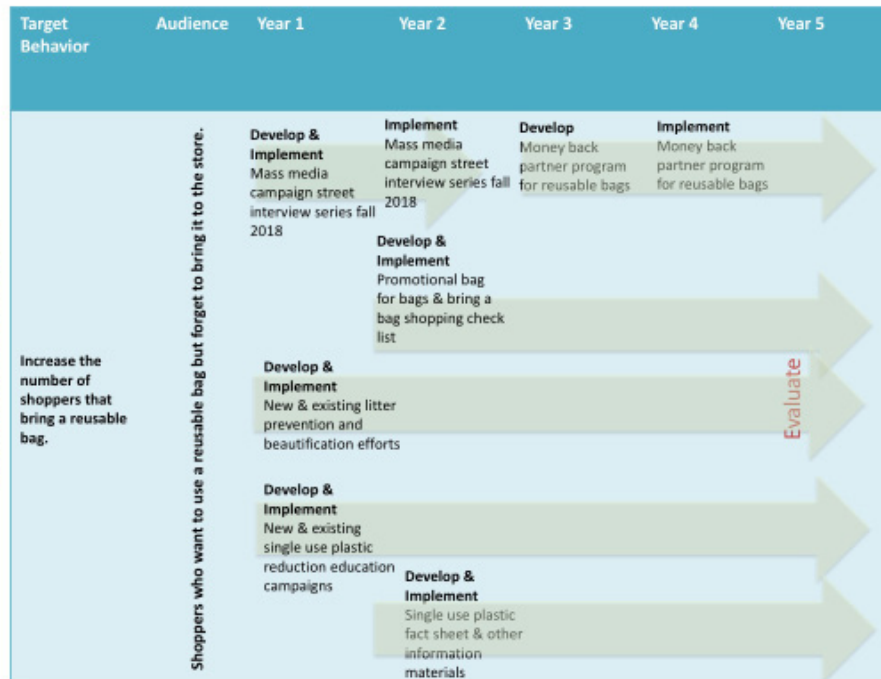 Target
Behavior
Audience
Year 1
Year 2
Year 3
Year 4
Year 5
Increase the
number of
shoppers that
bring a reusable
bag.
Shoppers who want to use a reusable bag but forget to bring it to the store.
Develop &
Implement
Mass media
campaign street
interview series fall
2018
Implement
Mass media
campaign street
interview series fall
2018
Develop
Money back
partner program
for reusable bags
Implement
Money back
partner program
for reusable bags
Develop &
Implement
Promotional bag
for bags & bring a
bag shopping check
list
Develop &
Implement
New & existing litter
prevention and
beautification efforts
Evaluate
Develop &
Implement
New & existing
single use plastic
reduction education
campaigns
Develop &
Implement
Single use plastic
fact sheet & other
information
materials